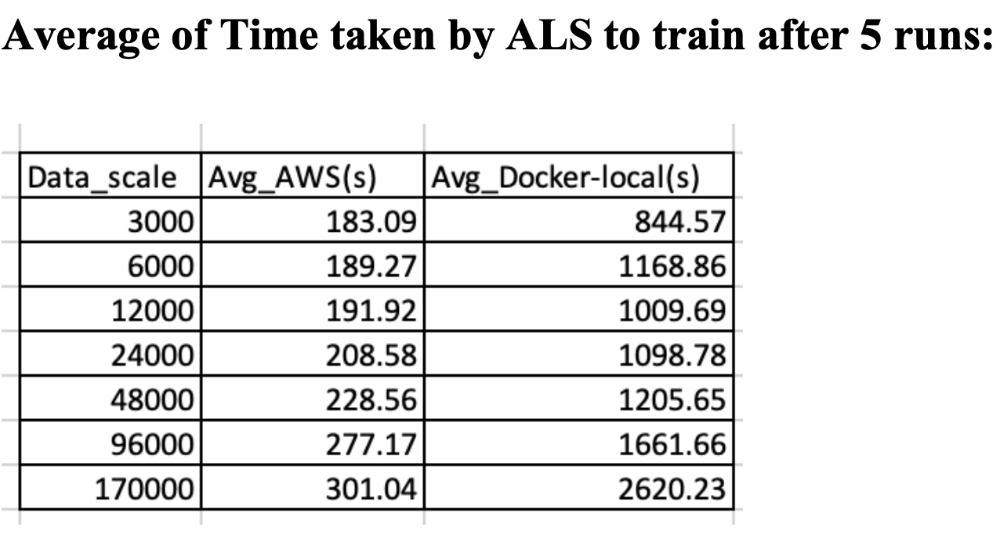 Average of Time taken by ALS to train after 5 runs:
Data_scale Avg_AWS(s) Avg_Docker-local(s)
3000 183.09 844.57
6000 189.27 1168.86
12000 191.92 1009.69
24000 208.58 1098.78
48000 228.56 1205.65
96000 277.17 1661.66
170000 301.04 2620.23